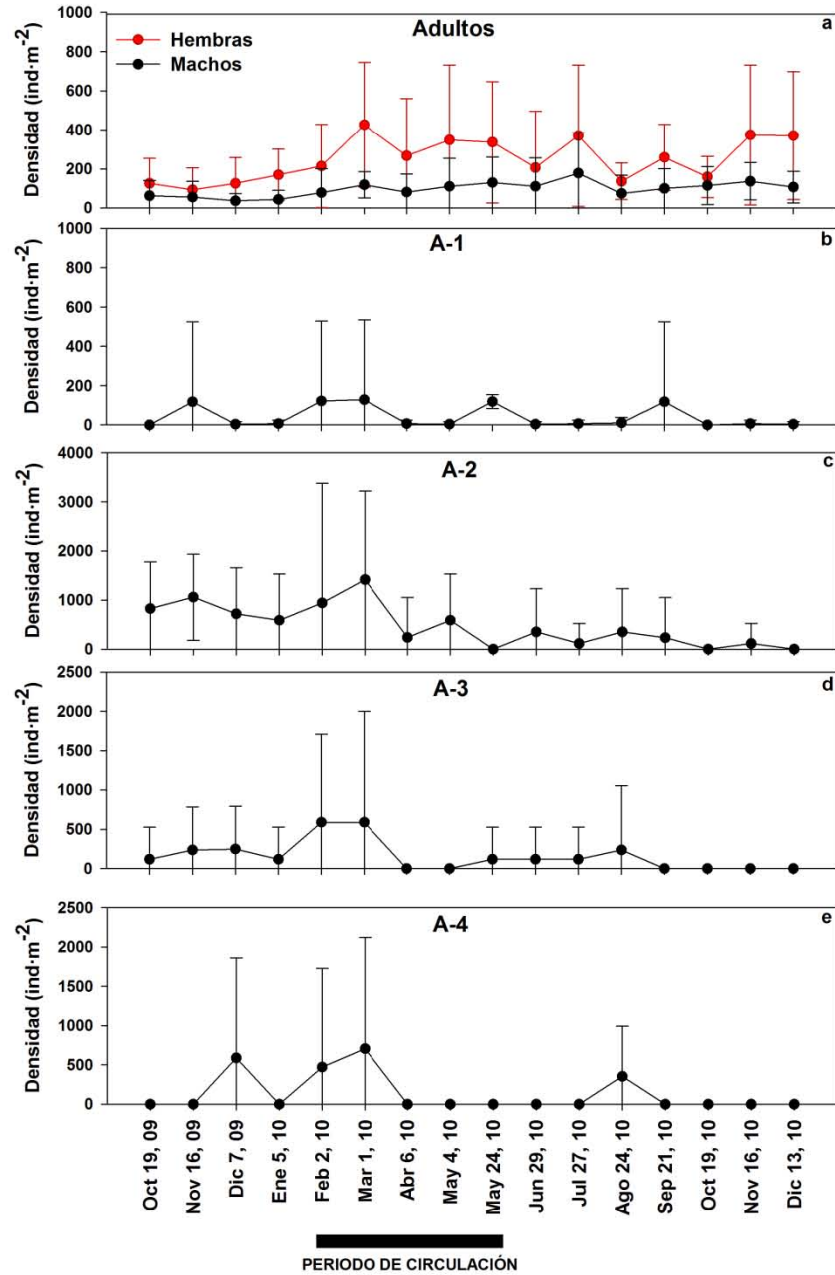 Adultos
a
Hembras
Machos
1000
800
600
400
200
0
Densidad (ind·m-2)
A-1
b
1000
800
600
400
200
0
Densidad (ind·m-2)
A-2
c
4000
3000
2000
1000
0
Densidad (ind·m-2)
A-3
d
2500
2000
1500
1000
500
0
Densidad (ind·m-2)
A-4
e
2500
2000
1500
1000
500
0
Densidad (ind·m-2)
Oct 19, 09
Nov 16, 09
Dic 7, 09
Ene 5, 10
Feb 2, 10
Mar 1, 10
Abr 6, 10
May 4, 10
May 24, 10
Jun 29, 10
Jul 27, 10
Ago 24, 10
Sep 21, 10
Oct 19, 10
Nov 16, 10
Dic 13, 10
PERIODO DE CIRCULACIÓN